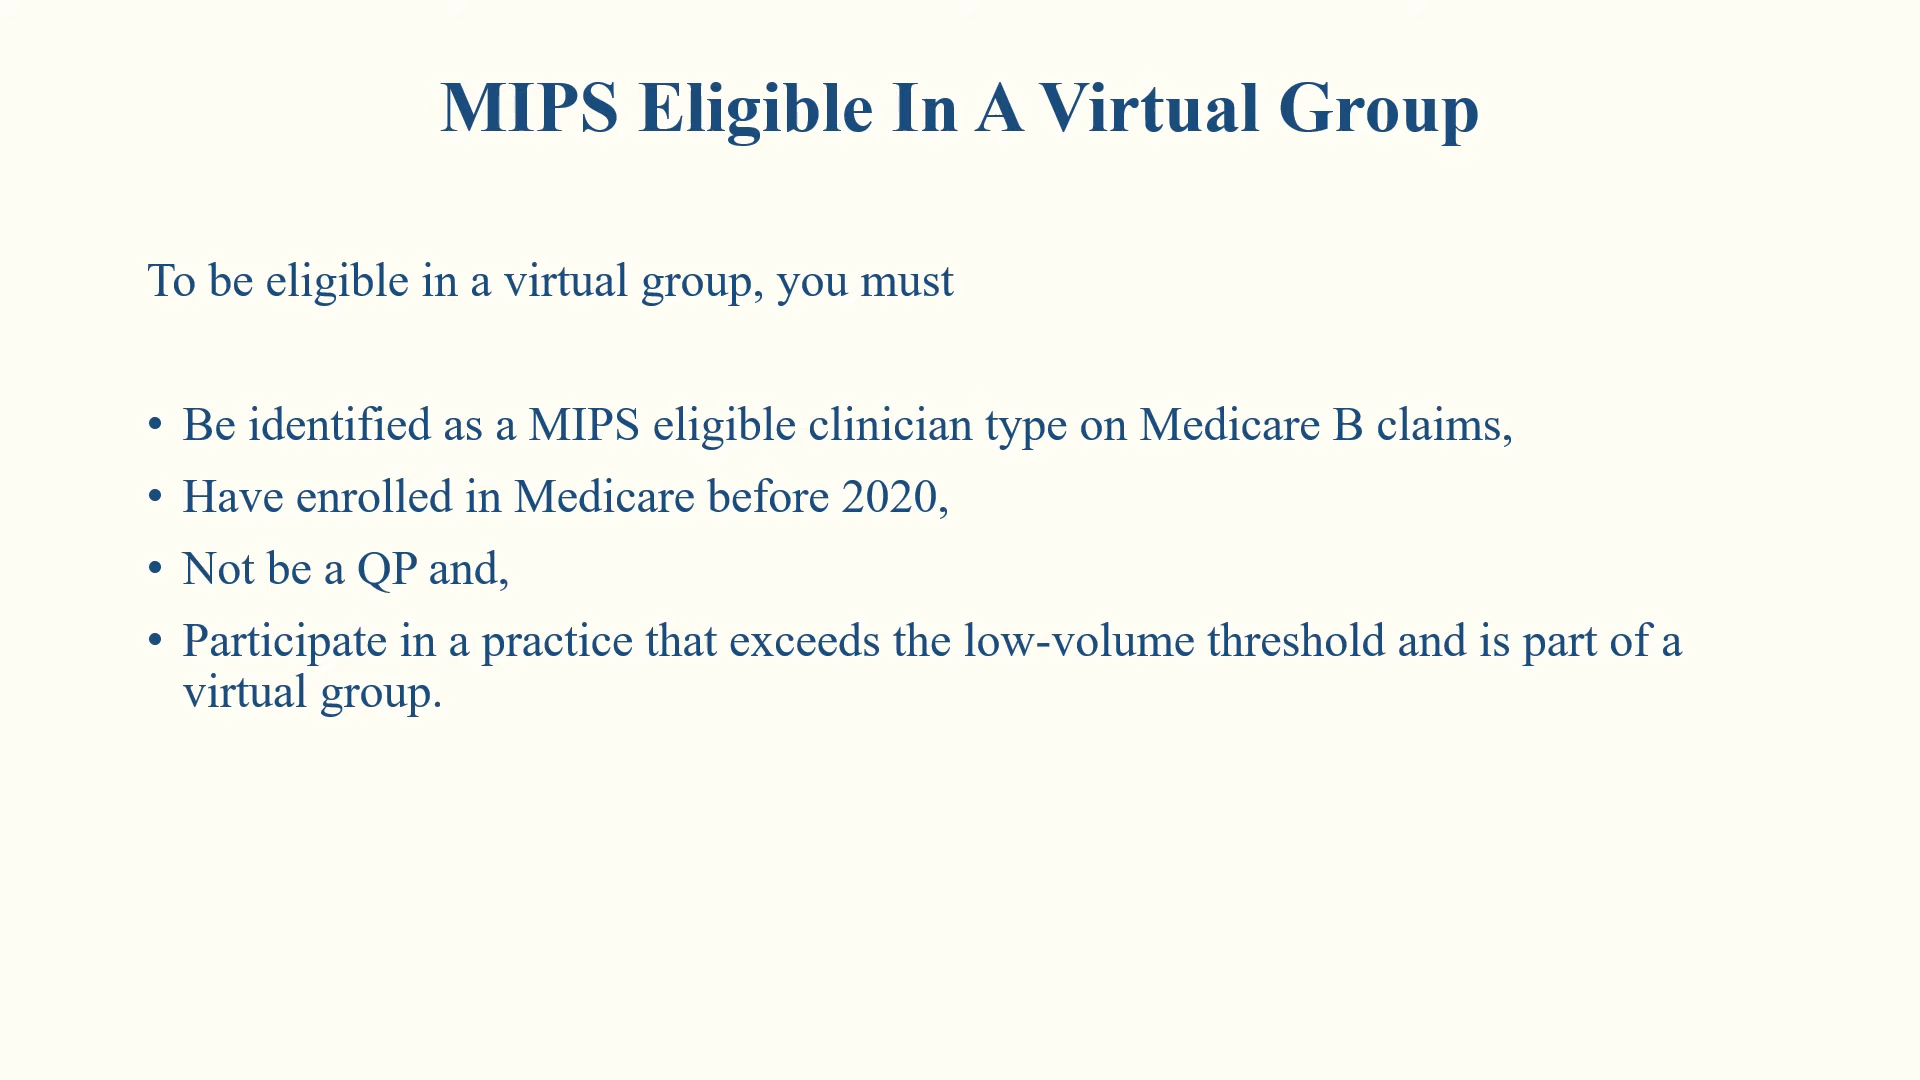 MIPS Eligible In A Virtual Group
To be eligible in a virtual group, you must
• Be identified as a MIPS eligible clinician type on Medicare B claims,
• Have enrolled in Medicare before 2020,
• Not be a QP and,
• Participate in a practice that exceeds the low-volume threshold and is part of a
virtual group.